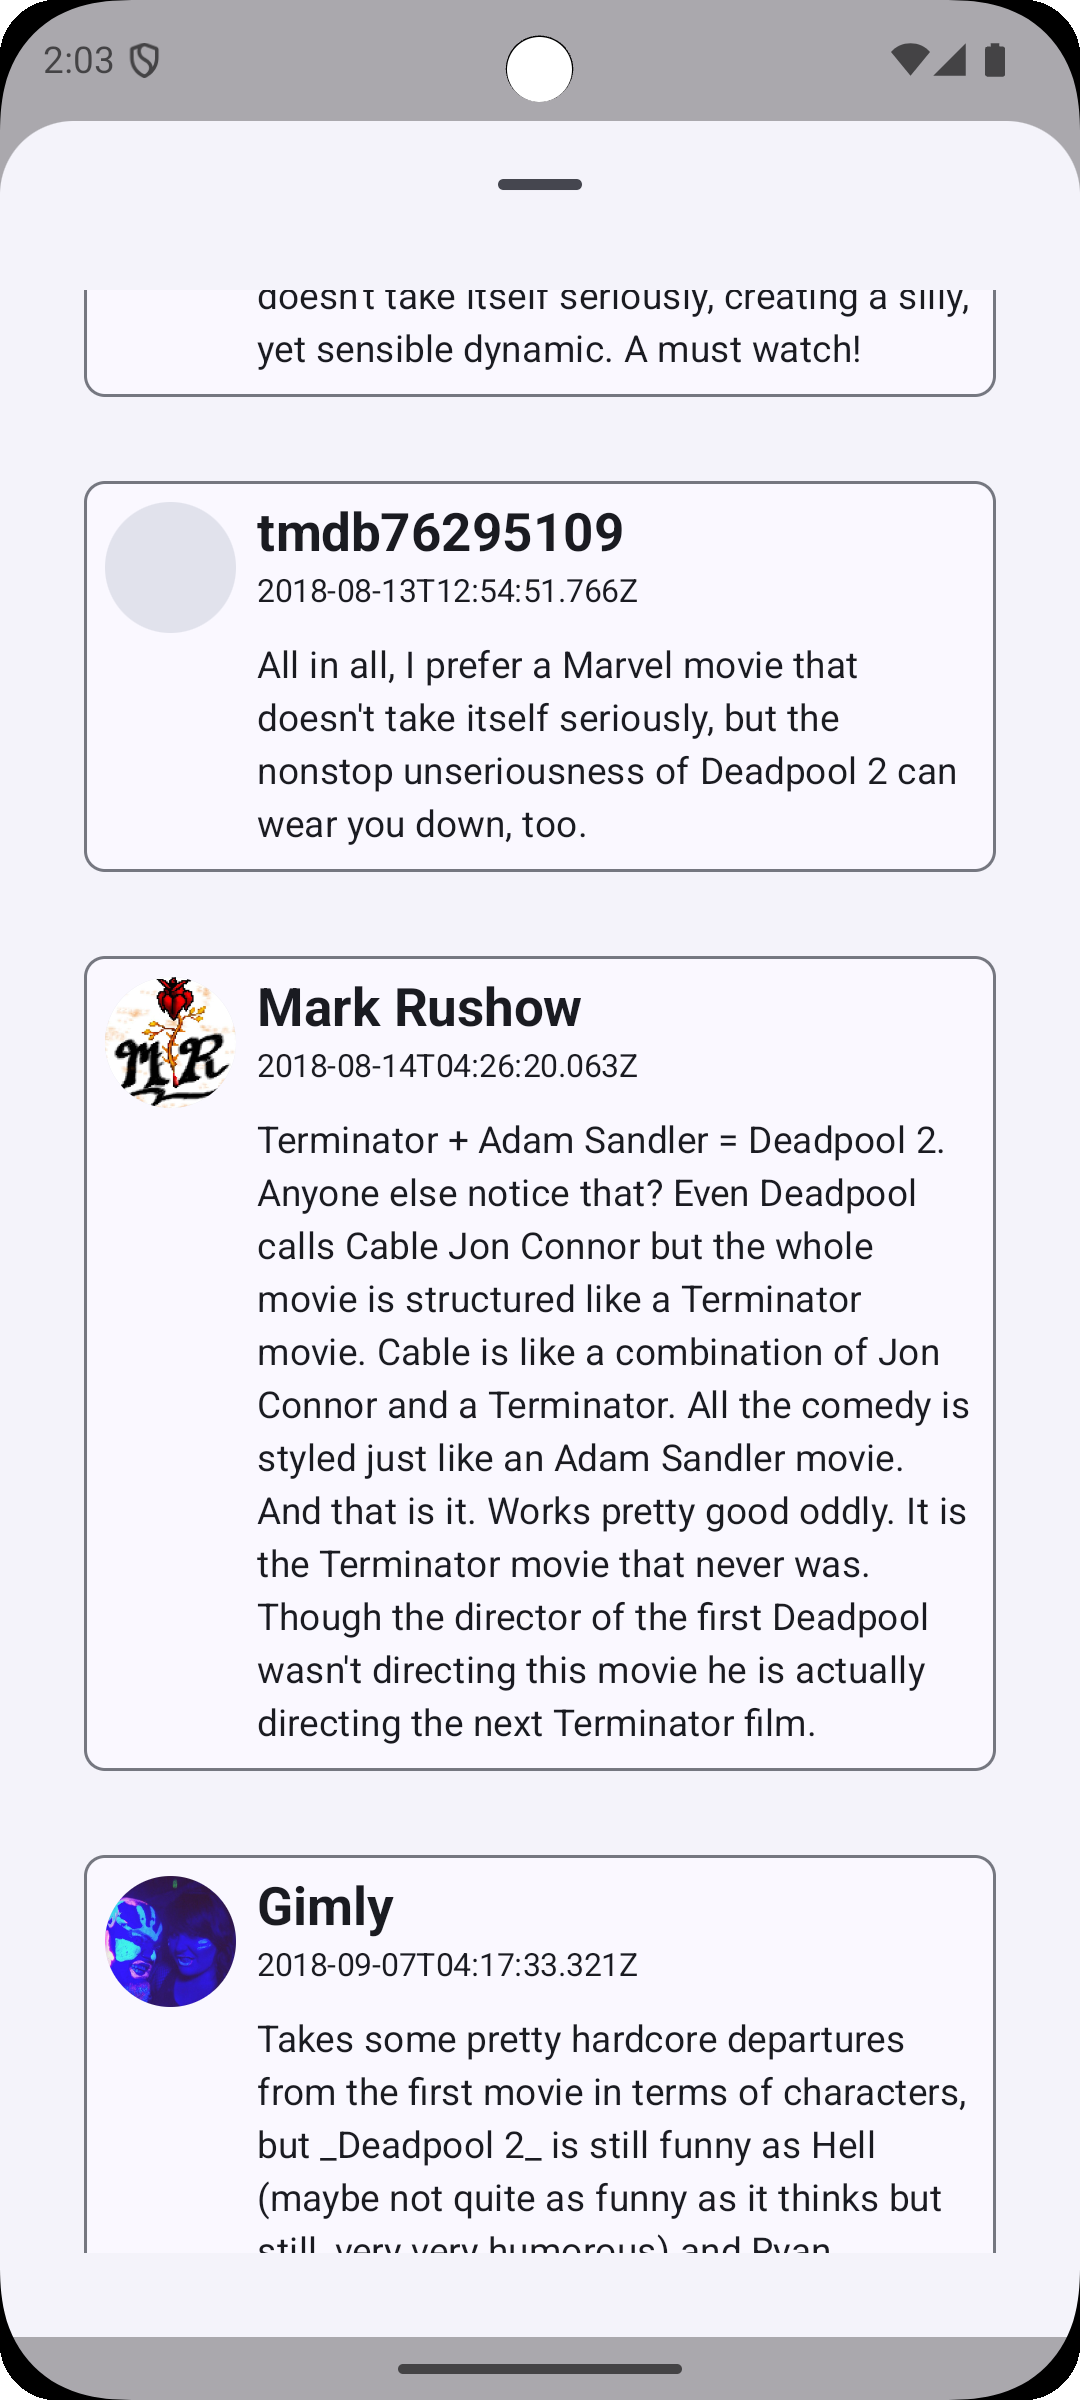 2:03
doesn't take itself seriously, creating a silly,
yet sensible dynamic. A must watch!
tmdb76295109
2018-08-13T12:54:51.766Z
All in all, I prefer a Marvel movie that
doesn't take itself seriously, but the
nonstop unseriousness of Deadpool 2 can
wear you down, too.
MR
Mark Rushow
2018-08-14T04:26:20.063Z
Terminator + Adam Sandler = Deadpool 2.
Anyone else notice that? Even Deadpool
calls Cable Jon Connor but the whole
movie is structured like a Terminator
movie. Cable is like a combination of Jon
Connor and a Terminator. All the comedy is
styled just like an Adam Sandler movie.
And that is it. Works pretty good oddly. It is
the Terminator movie that never was.
Though the director of the first Deadpool
wasn't directing this movie he is actually
directing the next Terminator film.
Gimly
2018-09-07T04:17:33.321Z
Takes some pretty hardcore departures
from the first movie in terms of characters,
but _Deadpool 2_ is still funny as Hell
(maybe not quite as funny as it thinks but
still, very very humorous) and Ryan